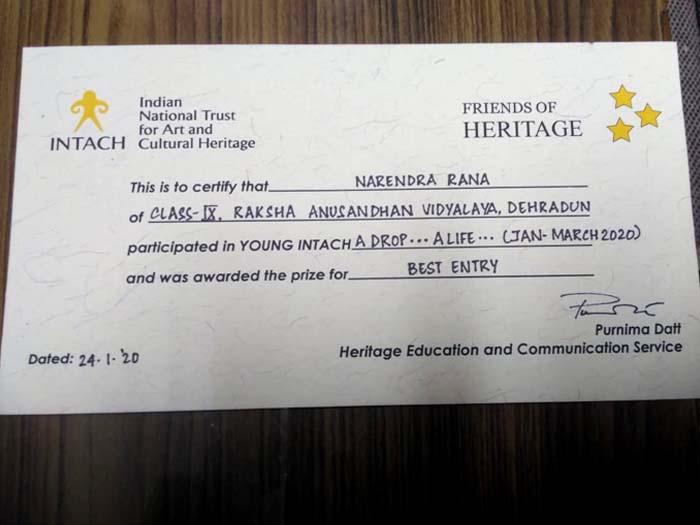 INTACH
Indian
National Trust
for Art and
Cultural Heritage
FRIENDS OF
HERITAGE
This is to certify that NARENDRA RANA
of CLASS-IX, RAKSHA ANUSANDHAN VIDYALAYA, DEHRADUN
participated in YOUNG INTACH A DROP... A LIFE... (JAN-MARCH 2020)
and was awarded the prize for BEST ENTRY
Purnima Datt
Heritage Education and Communication Service
Dated: 24.1.'20